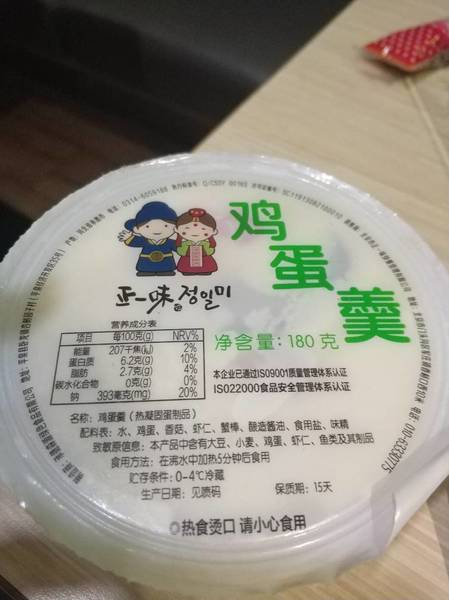 鸡蛋羹
正一味 정일미
净含量: 180 克
营养成分表
项目 每100克(g) NRV%
能量 207千焦(kJ) 2%
蛋白质 6.2克(g) 10%
脂肪 2.7克(g) 4%
碳水化合物 0克(g) 0%
钠 393毫克(mg) 20%
本企业已通过ISO9001质量管理体系认证
ISO22000食品安全管理体系认证
名称: 鸡蛋羹 (热凝固蛋制品)
配料表: 水、鸡蛋、香菇、虾仁、蟹棒、酿造酱油、食用盐、味精
致敏原信息: 本产品中含有大豆、小麦、鸡蛋、虾仁、鱼类及其制品
食用方法: 在沸水中加热5分钟后食用
贮存条件: 0-4℃冷藏
生产日期: 见喷码 保质期: 15天
热食烫口 请小心食用
电话: 0314-6059188
电话: 010-63330775